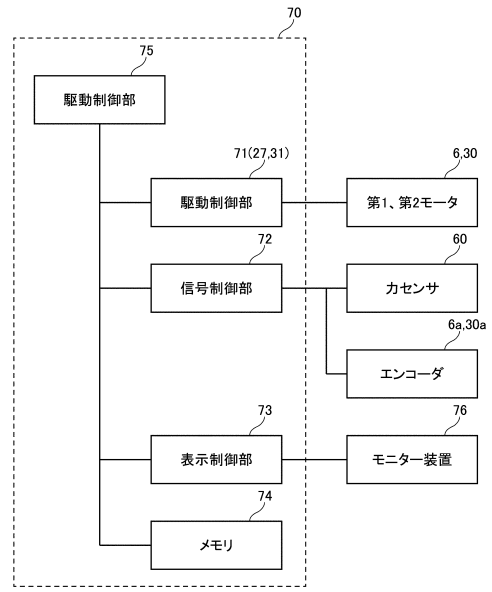 70
75
駆動制御部
71(27,31)
駆動制御部
6,30
第1、第2モータ
72
信号制御部
60
力センサ
6a,30a
エンコーダ
73
表示制御部
76
モニター装置
74
メモリ